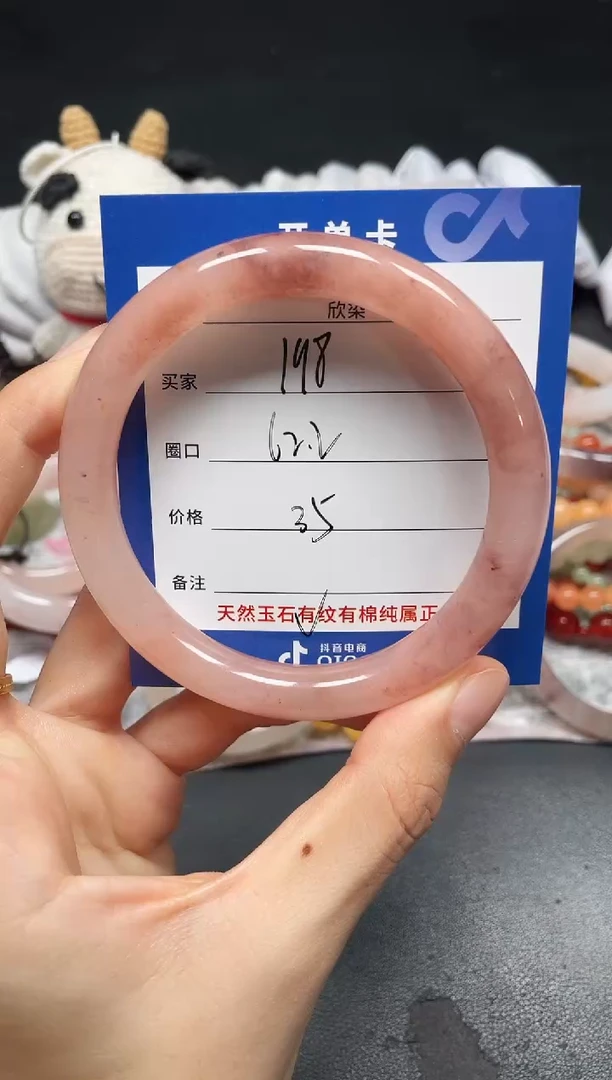 开单卡
欣染
买家 198
圈口 62.2
价格 35
备注
天然玉石有纹有棉纯属正
抖音电商